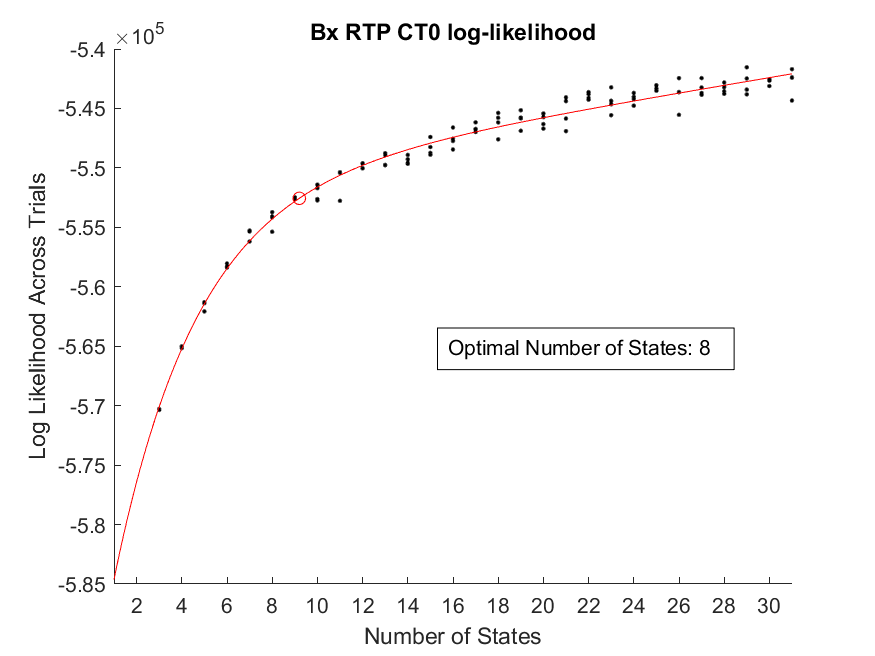 Bx RTP CT0 log-likelihood
×10^5
-5.4
-5.45
-5.5
-5.55
-5.6
-5.65
-5.7
-5.75
-5.8
-5.85
Log Likelihood Across Trials
Optimal Number of States: 8
2 4 6 8 10 12 14 16 18 20 22 24 26 28 30
Number of States